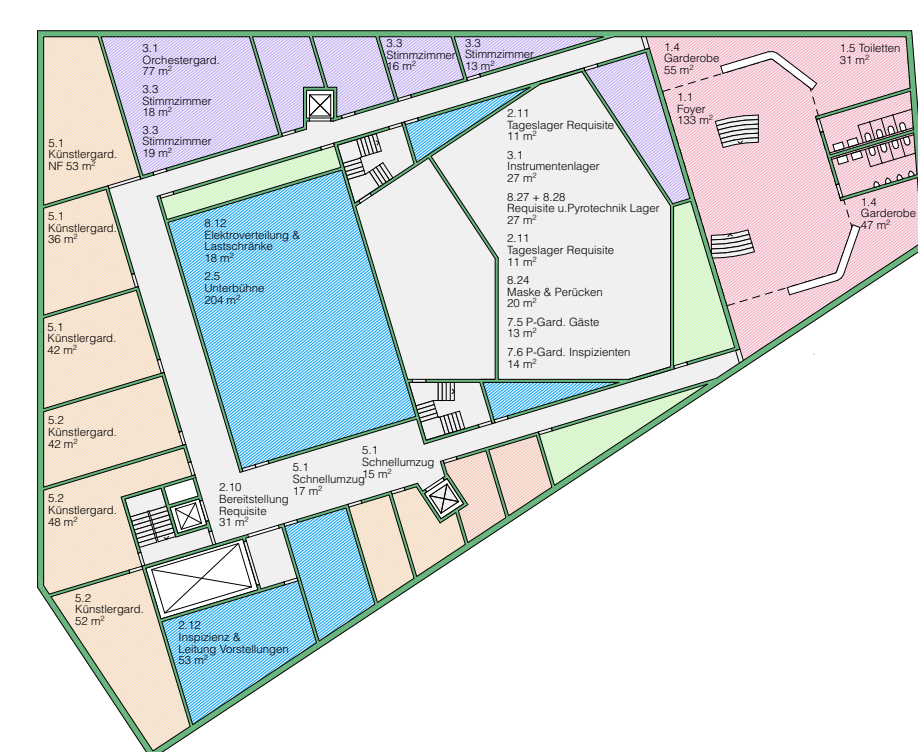 3.1
Orchestergard.
77 m²
3.3
Stimmzimmer
18 m²
3.3
Stimmzimmer
19 m²
3.3
Stimmzimmer
16 m²
3.3
Stimmzimmer
13 m²
1.4
Garderobe
55 m²
1.1
Foyer
133 m²
1.5 Toiletten
31 m²
1.4
Garderobe
47 m²
5.1
Künstlergard.
NF 53 m²
5.1
Künstlergard.
36 m²
5.1
Künstlergard.
42 m²
5.2
Künstlergard.
42 m²
5.2
Künstlergard.
48 m²
5.2
Künstlergard.
52 m²
8.12
Elektroverteilung &
Lastschränke
18 m²
2.5
Unterbühne
204 m²
2.11
Tageslager Requisite
11 m²
3.1
Instrumentenlager
27 m²
8.27 + 8.28
Requisite u.Pyrotechnik Lager
27 m²
2.11
Tageslager Requisite
11 m²
8.24
Maske & Perücken
20 m²
7.5 P-Gard. Gäste
13 m²
7.6 P-Gard. Inspizienten
14 m²
2.10
Bereitstellung
Requisite
31 m²
5.1
Schnellumzug
17 m²
5.1
Schnellumzug
15 m²
2.12
Inspizienz &
Leitung Vorstellungen
53 m²